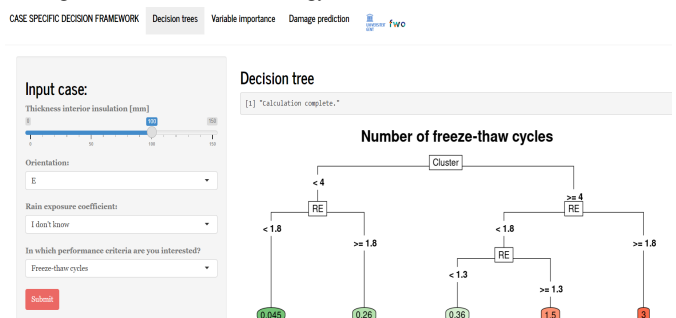 CASE SPECIFIC DECISION FRAMEWORK Decision trees Variable importance Damage prediction UNIVERSITEIT GENT fwo
Input case:
Thickness interior insulation [mm]
0 100 150
0 50 100 150
Orientation:
E
Rain exposure coefficient:
I don't know
In which performance criteria are you interested?
Freeze-thaw cycles
Submit
Decision tree
[1] "Calculation complete."
Number of freeze-thaw cycles
Cluster
< 4
>= 4
RE
RE
< 1.8
>= 1.8
< 1.8
>= 1.8
RE
< 1.3
>= 1.3
0.045 0.26 0.36 1.5 3